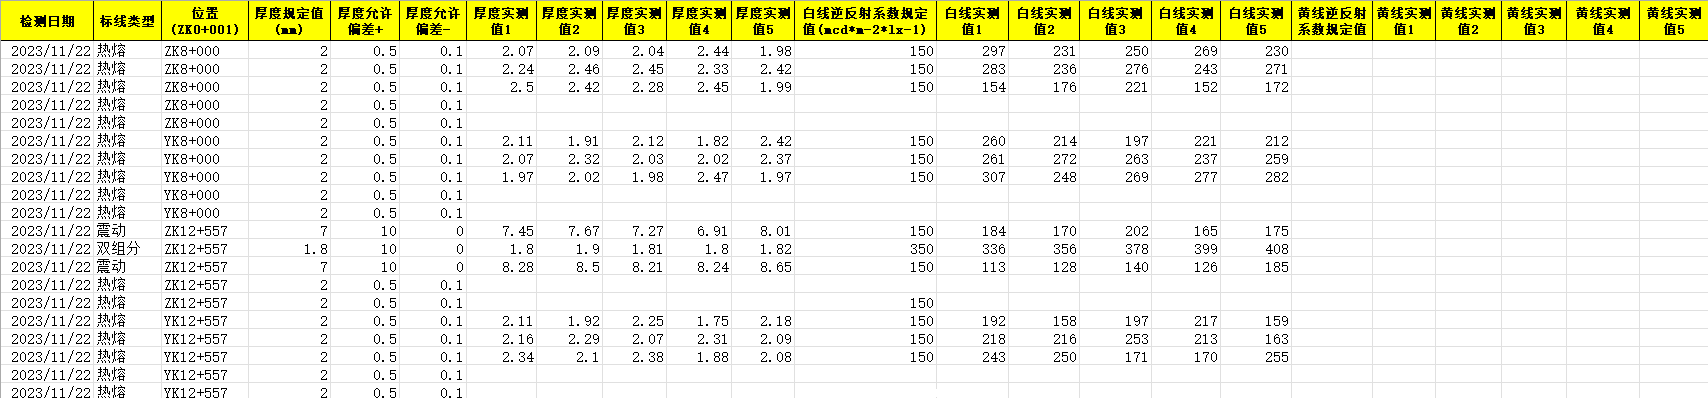 检测日期 标线类型 位置(ZK0+001) 厚度规定值(mm) 厚度允许偏差+ 厚度允许偏差- 厚度实测值1 厚度实测值2 厚度实测值3 厚度实测值4 厚度实测值5 白线逆反射系数规定值(mcd*m-2*lx-1) 白线实测值1 白线实测值2 白线实测值3 白线实测值4 白线实测值5 黄线逆反射系数规定值 黄线实测值1 黄线实测值2 黄线实测值3 黄线实测值4 黄线实测值5
2023/11/22 热熔 ZK8+000 2 0.5 0.1 2.07 2.09 2.04 2.44 1.98 150 297 231 250 269 230
2023/11/22 热熔 ZK8+000 2 0.5 0.1 2.24 2.46 2.45 2.33 2.42 150 283 236 276 243 271
2023/11/22 热熔 ZK8+000 2 0.5 0.1 2.5 2.42 2.28 2.45 1.99 150 154 176 221 152 172
2023/11/22 热熔 ZK8+000 2 0.5 0.1
2023/11/22 热熔 ZK8+000 2 0.5 0.1
2023/11/22 热熔 YK8+000 2 0.5 0.1 2.11 1.91 2.12 1.82 2.42 150 260 214 197 221 212
2023/11/22 热熔 YK8+000 2 0.5 0.1 2.07 2.32 2.03 2.02 2.37 150 261 272 263 237 259
2023/11/22 热熔 YK8+000 2 0.5 0.1 1.97 2.02 1.98 2.47 1.97 150 307 248 269 277 282
2023/11/22 热熔 YK8+000 2 0.5 0.1
2023/11/22 热熔 YK8+000 2 0.5 0.1
2023/11/22 震动 ZK12+557 7 10 0 7.45 7.67 7.27 6.91 8.01 150 184 170 202 165 175
2023/11/22 双组分 ZK12+557 1.8 10 0 1.8 1.9 1.81 1.8 1.82 350 336 356 378 399 408
2023/11/22 震动 ZK12+557 7 10 0 8.28 8.5 8.21 8.24 8.65 150 113 128 140 126 185
2023/11/22 热熔 ZK12+557 2 0.5 0.1 150
2023/11/22 热熔 YK12+557 2 0.5 0.1 2.11 1.92 2.25 1.75 2.18 150 192 158 197 217 159
2023/11/22 热熔 YK12+557 2 0.5 0.1 2.16 2.29 2.07 2.31 2.09 150 218 216 253 213 163
2023/11/22 热熔 YK12+557 2 0.5 0.1 2.34 2.1 2.38 1.88 2.08 150 243 250 171 170 255
2023/11/22 热熔 YK12+557 2 0.5 0.1
2023/11/22 热熔 YK12+557 2 0.5 0.1